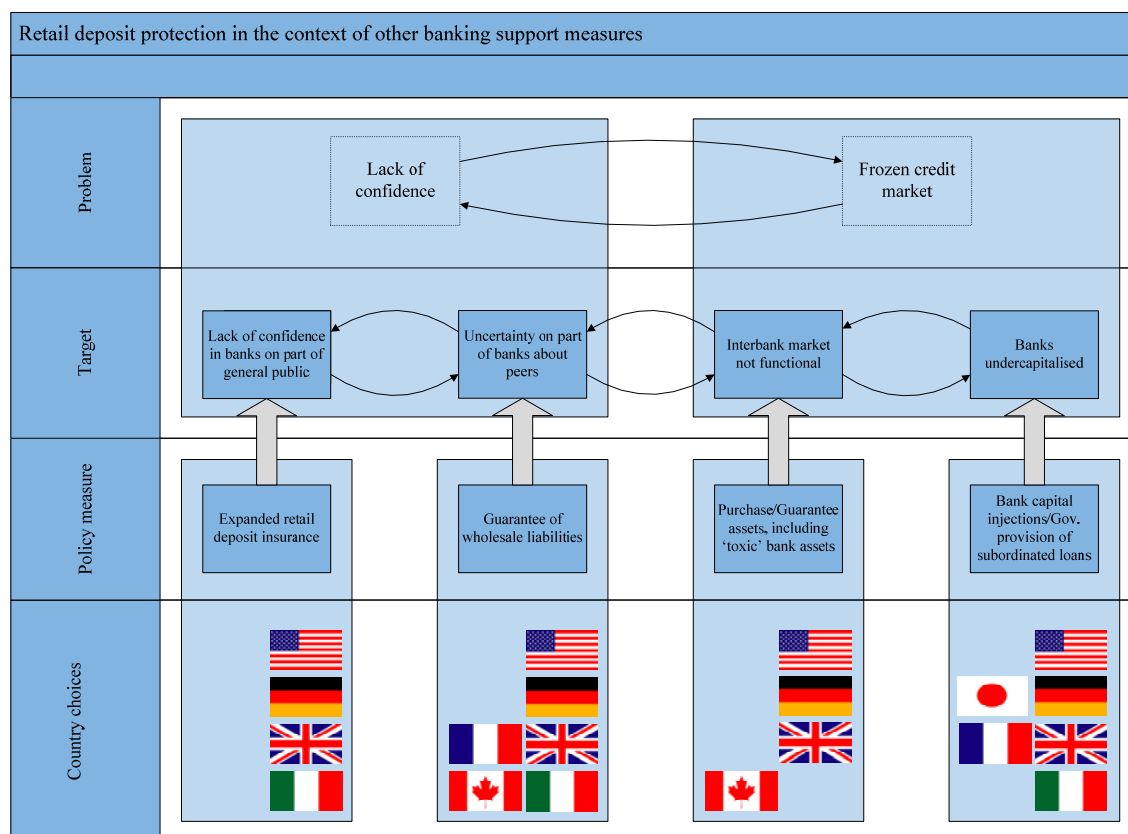 Retail deposit protection in the context of other banking support measures
Problem
Lack of
confidence
Frozen credit
market
Target
Lack of confidence
in banks on part of
general public
Uncertainty on part
of banks about
peers
Interbank market
not functional
Banks
undercapitalised
Policy measure
Expanded retail
deposit insurance
Guarantee of
wholesale liabilities
Purchase/Guarantee
assets, including
‘toxic’ bank assets
Bank capital
injections/Gov.
provision of
subordinated loans
Country choices